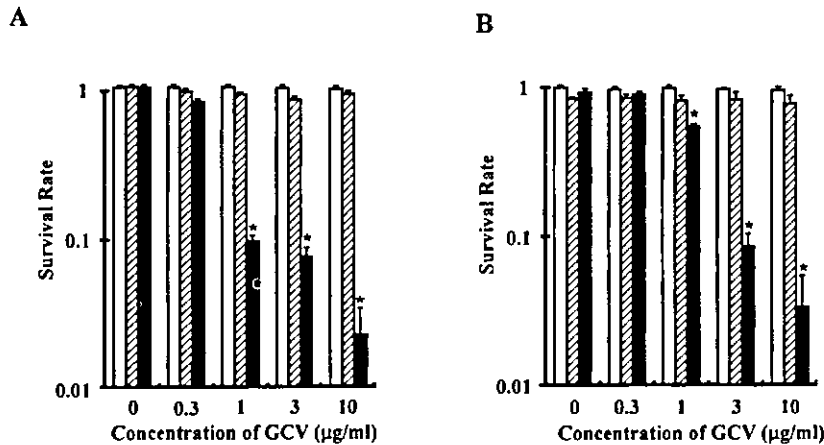 A
B
Survival Rate
1
0.1
0.01
* * *
0 0.3 1 3 10
Concentration of GCV (µg/ml)
Survival Rate
1
0.1
0.01
* * *
0 0.3 1 3 10
Concentration of GCV (µg/ml)